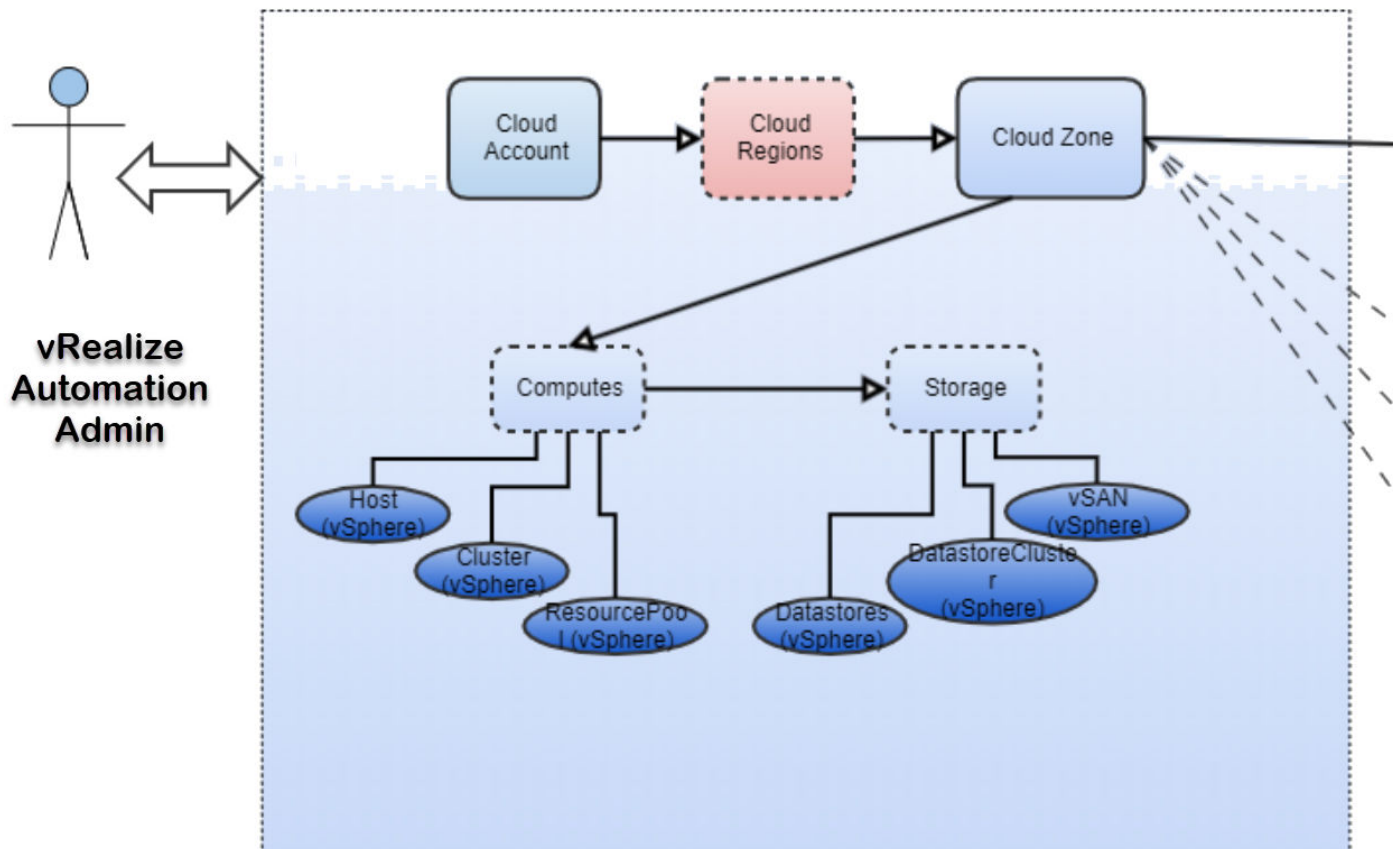 Cloud
Account
Cloud
Regions
Cloud Zone
vRealize
Automation
Admin
Computes
Storage
Host
(vSphere)
Cluster
(vSphere)
ResourcePoo
l (vSphere)
Datastores
(vSphere)
DatastoreCluste
r
(vSphere)
vSAN
(vSphere)